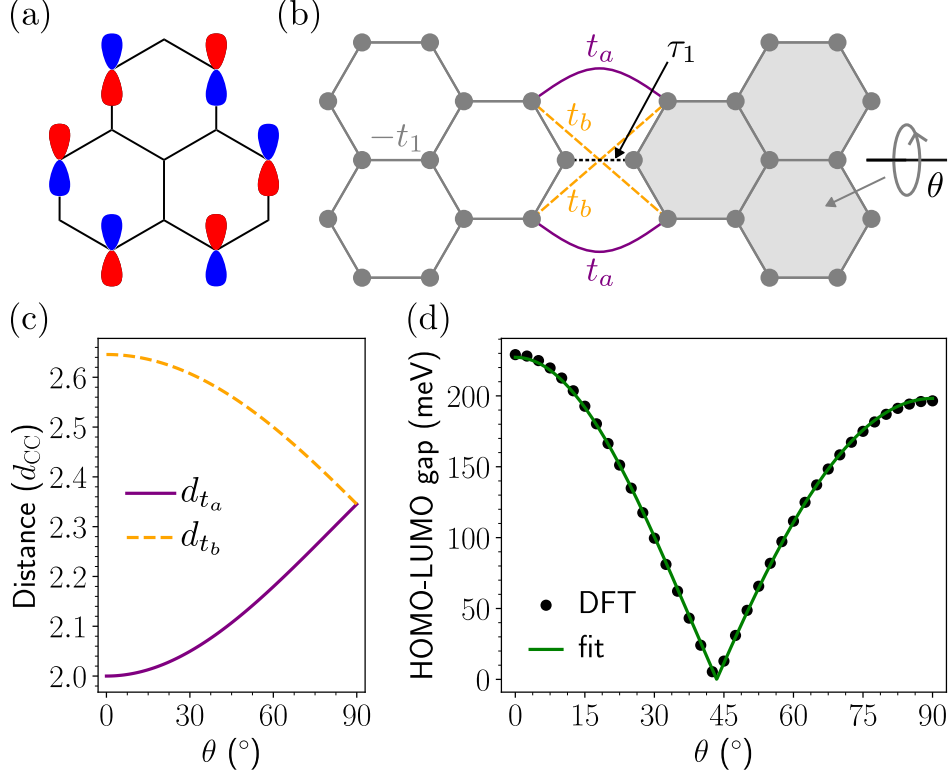 (a)
(b)
t_a
τ_1
t_b
−t_1
t_b
θ
t_a
(c)
Distance (d_CC)
2.6
2.5
2.4
2.3
2.2
2.1
2.0
d_{t_a}
d_{t_b}
0 30 60 90
θ (°)
(d)
HOMO-LUMO gap (meV)
200
150
100
50
0
DFT
fit
0 15 30 45 60 75 90
θ (°)